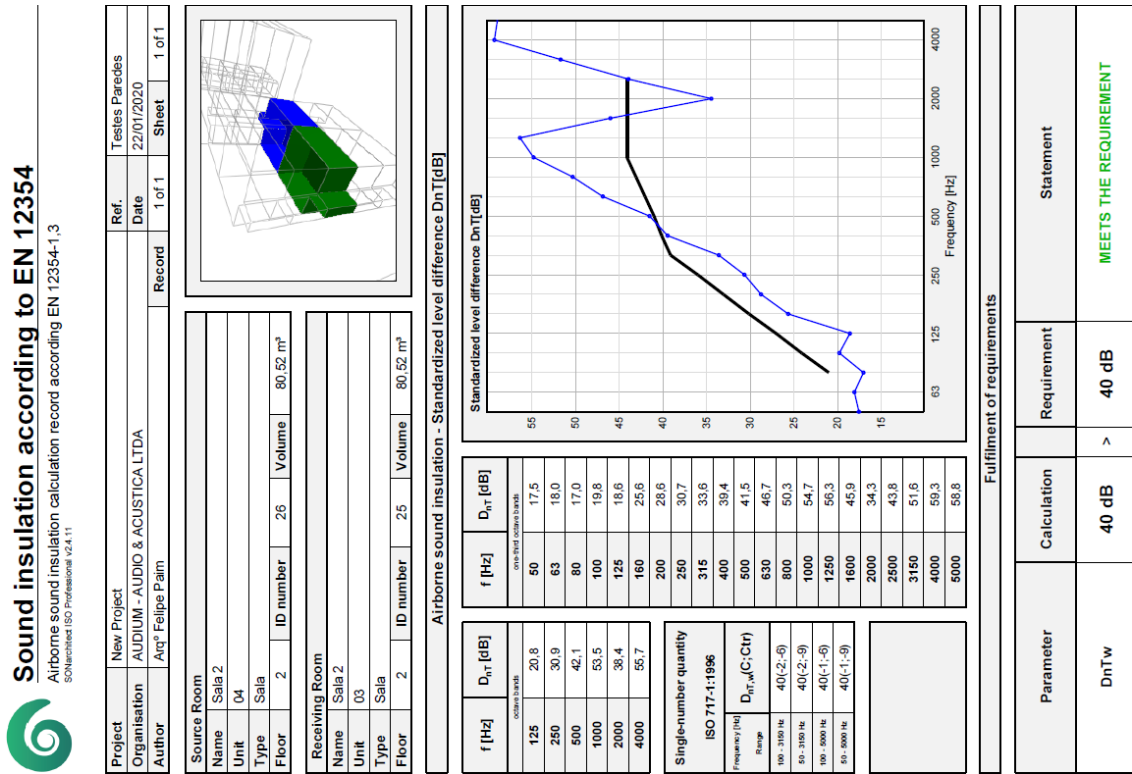 Sound insulation according to EN 12354
Airborne sound insulation calculation record according EN 12354-1,3
SONarchitect ISO Professional v2.4.11
Project New Project Ref. Testes Paredes
Organisation AUDIUM - AUDIO & ACUSTICA LTDA Date 22/01/2020
Author Arqº Felipe Paim Record 1 of 1 Sheet 1 of 1
Source Room
Name Sala 2
Unit 04
Type Sala
Floor 2 ID number 26 Volume 80,52 m³
Receiving Room
Name Sala 2
Unit 03
Type Sala
Floor 2 ID number 25 Volume 80,52 m³
Airborne sound insulation - Standardized level difference DnT[dB]
f [Hz] DnT [dB]
octave bands
125 20,8
250 30,9
500 42,1
1000 53,5
2000 38,4
4000 55,7
Single-number quantity
ISO 717-1:1996
Frequency [Hz] Range DnT,w(C;Ctr)
100 - 3150 Hz 40(-2;-6)
50 - 3150 Hz 40(-2;-9)
100 - 5000 Hz 40(-1;-6)
50 - 5000 Hz 40(-1;-9)
f [Hz] DnT [dB]
one-third octave bands
50 17,5
63 18,0
80 17,0
100 19,8
125 18,6
160 25,6
200 28,6
250 30,7
315 33,6
400 39,4
500 41,5
630 46,7
800 50,3
1000 54,7
1250 56,3
1600 45,9
2000 34,3
2500 43,8
3150 51,6
4000 59,3
5000 58,8
Standardized level difference DnT[dB]
55
50
45
40
35
30
25
20
15
63 125 250 500 1000 2000 4000
Frequency [Hz]
Fulfilment of requirements
Parameter Calculation Requirement Statement
DnTw 40 dB > 40 dB MEETS THE REQUIREMENT